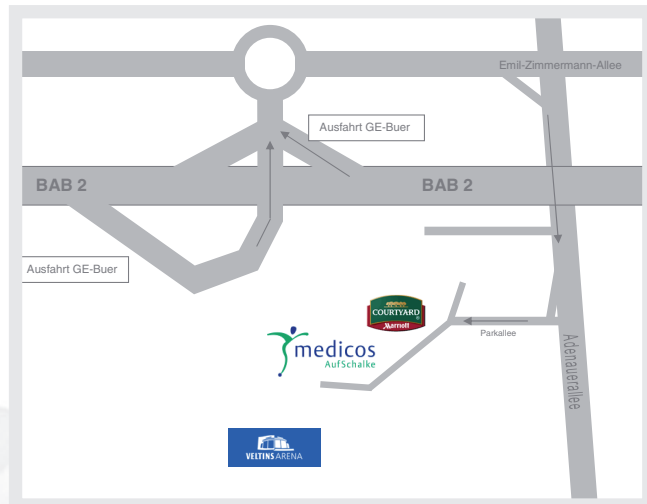 Emil-Zimmermann-Allee
Ausfahrt GE-Buer
BAB 2
BAB 2
Ausfahrt GE-Buer
COURTYARD
Marriott
Parkallee
medicos
AufSchalke
Adenauerallee
VELTINS ARENA